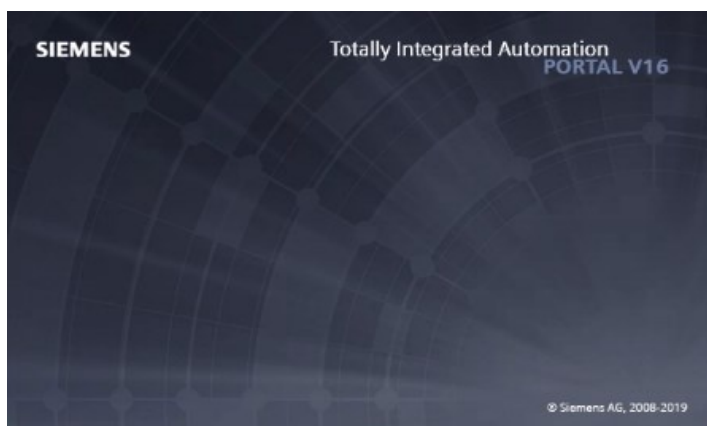 SIEMENS
Totally Integrated Automation
PORTAL V16
© Siemens AG, 2008-2019